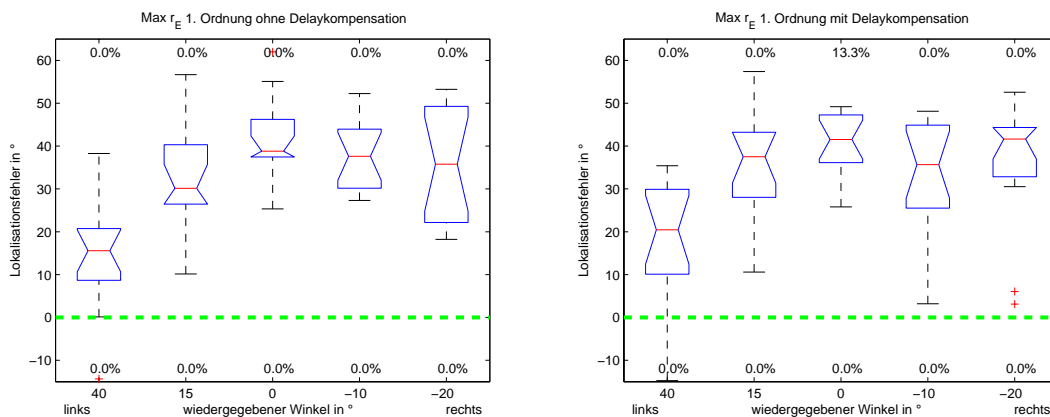 Max r_E 1. Ordnung ohne Delaykompensation
60
50
40
30
20
10
0
−10
Lokalisationsfehler in °
0.0% 0.0% 0.0% 0.0% 0.0%
0.0% 0.0% 0.0% 0.0% 0.0%
40 15 0 −10 −20
links wiedergegebener Winkel in ° rechts
Max r_E 1. Ordnung mit Delaykompensation
60
50
40
30
20
10
0
−10
Lokalisationsfehler in °
0.0% 0.0% 13.3% 0.0% 0.0%
0.0% 0.0% 0.0% 0.0% 0.0%
40 15 0 −10 −20
links wiedergegebener Winkel in ° rechts